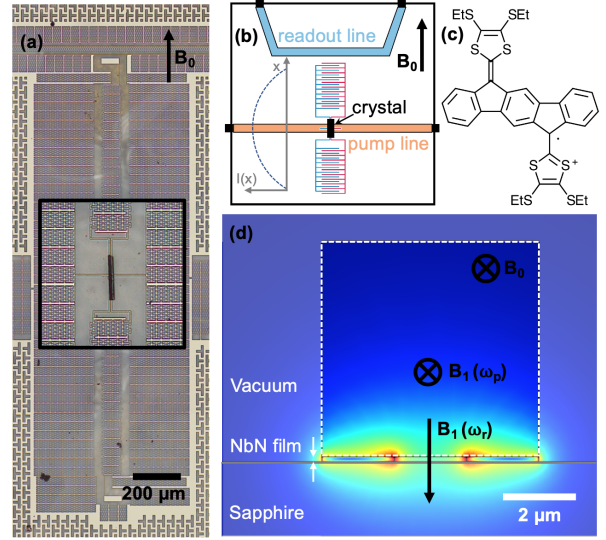 (a)
B₀
200 µm
(b)
readout line
B₀
x
crystal
pump line
I(x)
(c)
EtS
SEt
S
S
S
S+
EtS
SEt
(d)
B₀
B₁(ωₚ)
Vacuum
B₁(ωᵣ)
NbN film
Sapphire
2 µm